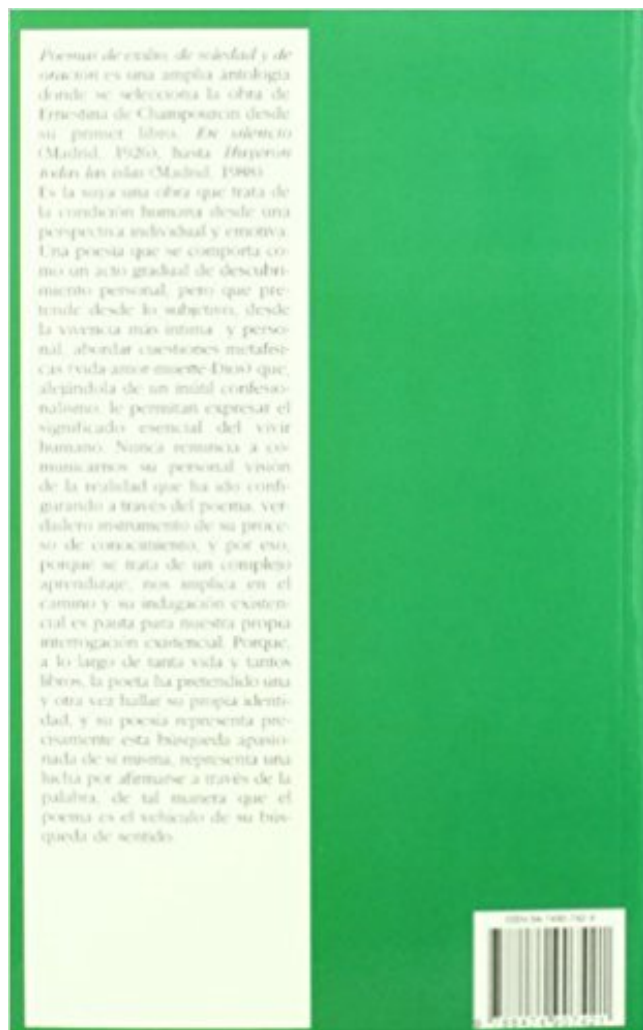 Poemas de exilio, de soledad y de
oración es una amplia antología
donde se selecciona la obra de
Ernestina de Champourcin desde
su primer libro, En silencio
(Madrid, 1926), hasta Huyeron
todas las islas (Madrid, 1988).
Es la suya una obra que trata de
la condición humana desde una
perspectiva individual y emotiva.
Una poesía que se comporta co-
mo un acto gradual de descubri-
miento personal, pero que pre-
tende desde lo subjetivo, desde
la vivencia más íntima y perso-
nal, abordar cuestiones metafísi-
cas (vida-amor-muerte-Dios) que,
alejándola de un inútil confesio-
nalismo, le permitan expresar el
significado esencial del vivir
humano. Nunca renuncia a co-
municarnos su personal visión
de la realidad que ha ido confi-
gurando a través del poema, ver-
dadero instrumento de su proce-
so de conocimiento, y por eso,
porque se trata de un complejo
aprendizaje, nos implica en el
camino y su indagación existen-
cial es pauta para nuestra propia
interrogación existencial. Porque,
a lo largo de tanta vida y tantos
libros, la poeta ha pretendido una
y otra vez hallar su propia identi-
dad, y su poesía representa pre-
cisamente esta búsqueda apasio-
nada de sí misma, representa una
lucha por afirmarse a través de la
palabra, de tal manera que el
poema es el vehículo de su bús-
queda de sentido.
ISBN